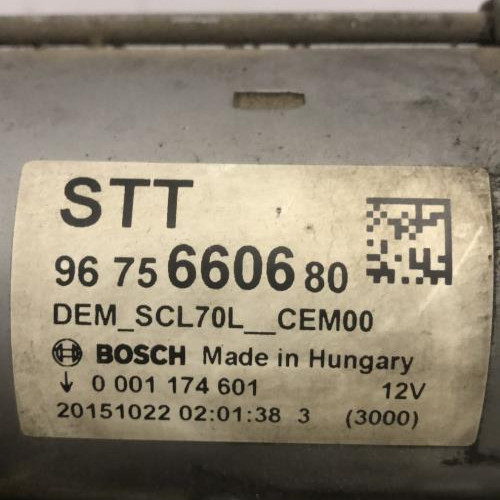 STT
96 75 6606 80
DEM_SCL70L__CEM00
BOSCH Made in Hungary
↓ 0 001 174 601 12V
20151022 02:01:38 3 (3000)